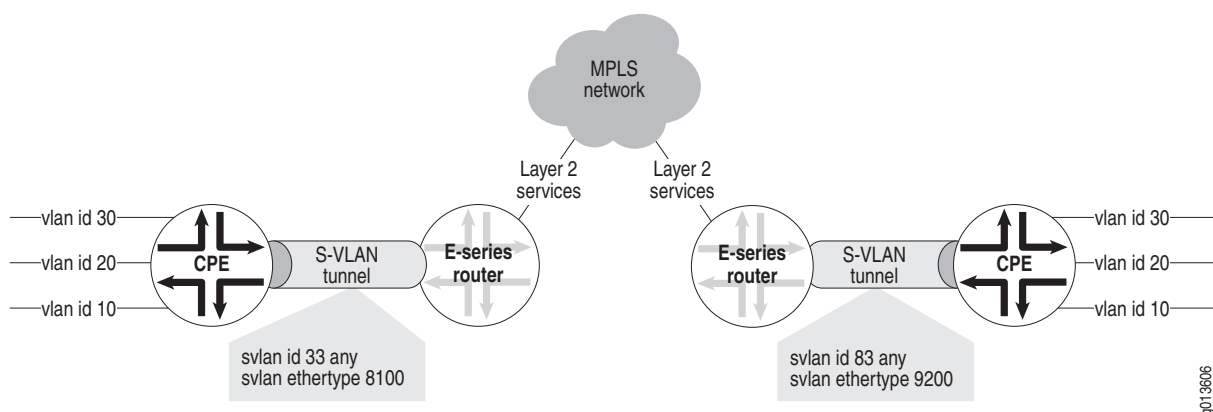 MPLS
network
Layer 2
services
Layer 2
services
vlan id 30
vlan id 20
vlan id 10
CPE
S-VLAN
tunnel
E-series
router
E-series
router
S-VLAN
tunnel
CPE
vlan id 30
vlan id 20
vlan id 10
svlan id 33 any
svlan ethertype 8100
svlan id 83 any
svlan ethertype 9200
g013606